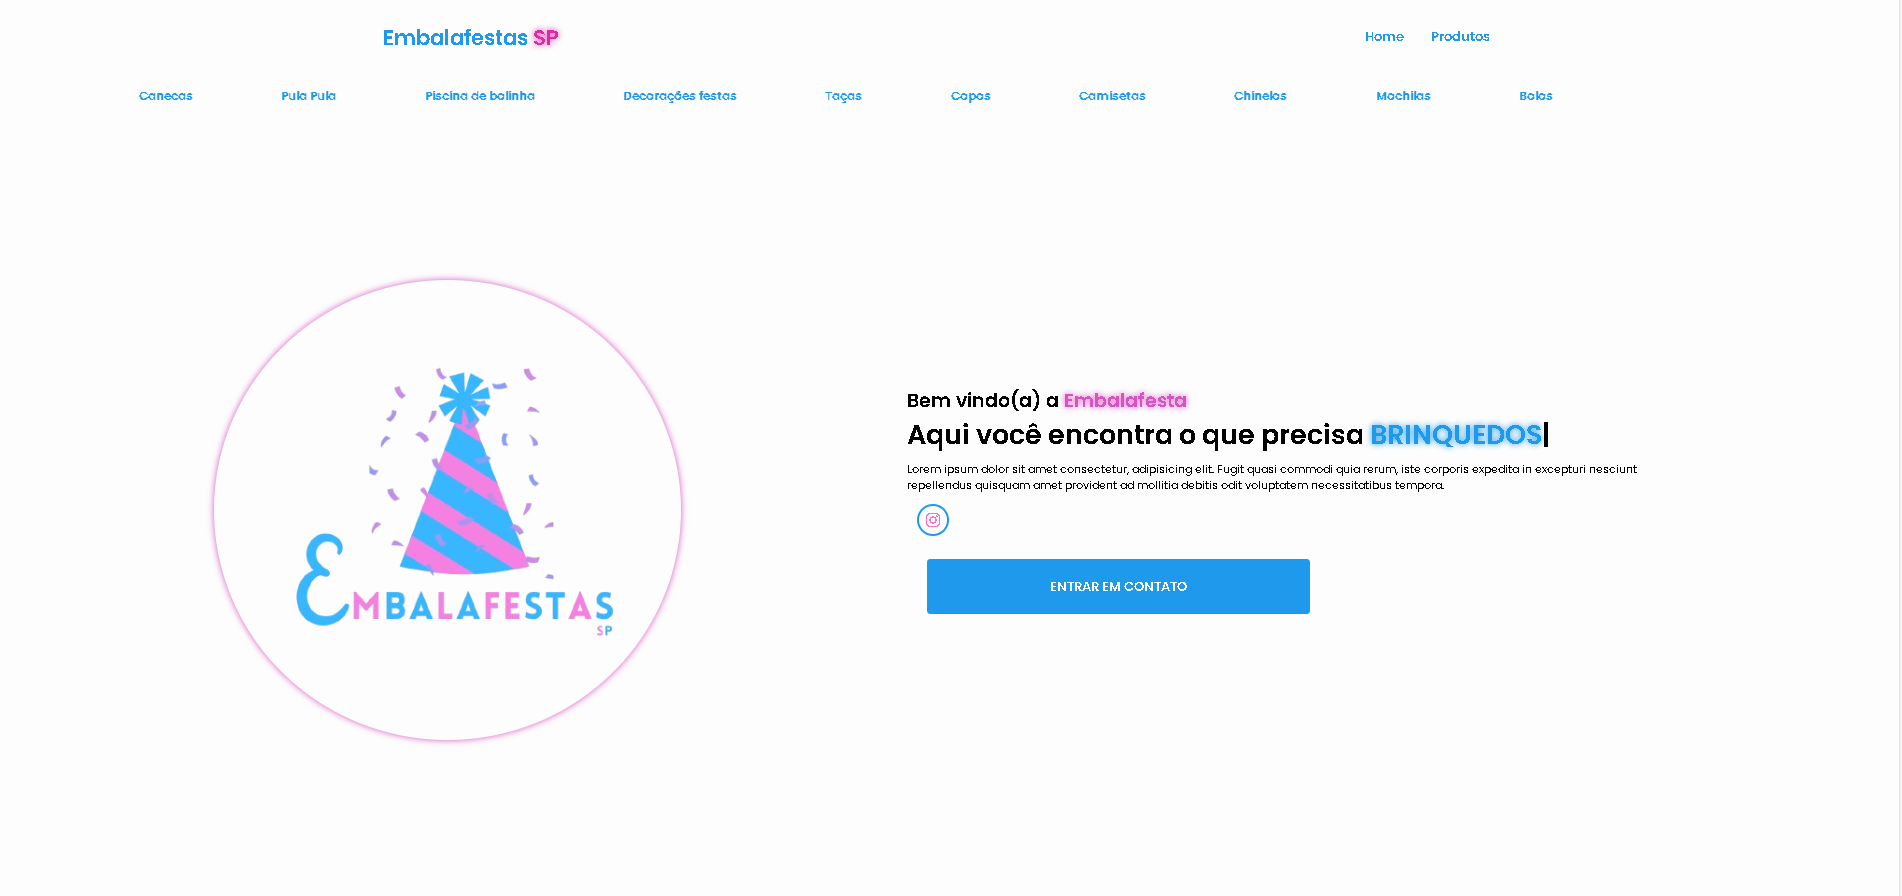 Embalafestas SP
Home Produtos
Canecas Pula Pula Piscina de bolinha Decorações festas Taças Copos Camisetas Chinelos Mochilas Bolos
EMBALAFESTAS
SP
Bem vindo(a) a Embalafesta
Aqui você encontra o que precisa BRINQUEDOS|
Lorem ipsum dolor sit amet consectetur, adipisicing elit. Fugit quasi commodi quia rerum, iste corporis expedita in excepturi nesciunt
repellendus quisquam amet provident ad mollitia debitis odit voluptatem necessitatibus tempora.
ENTRAR EM CONTATO